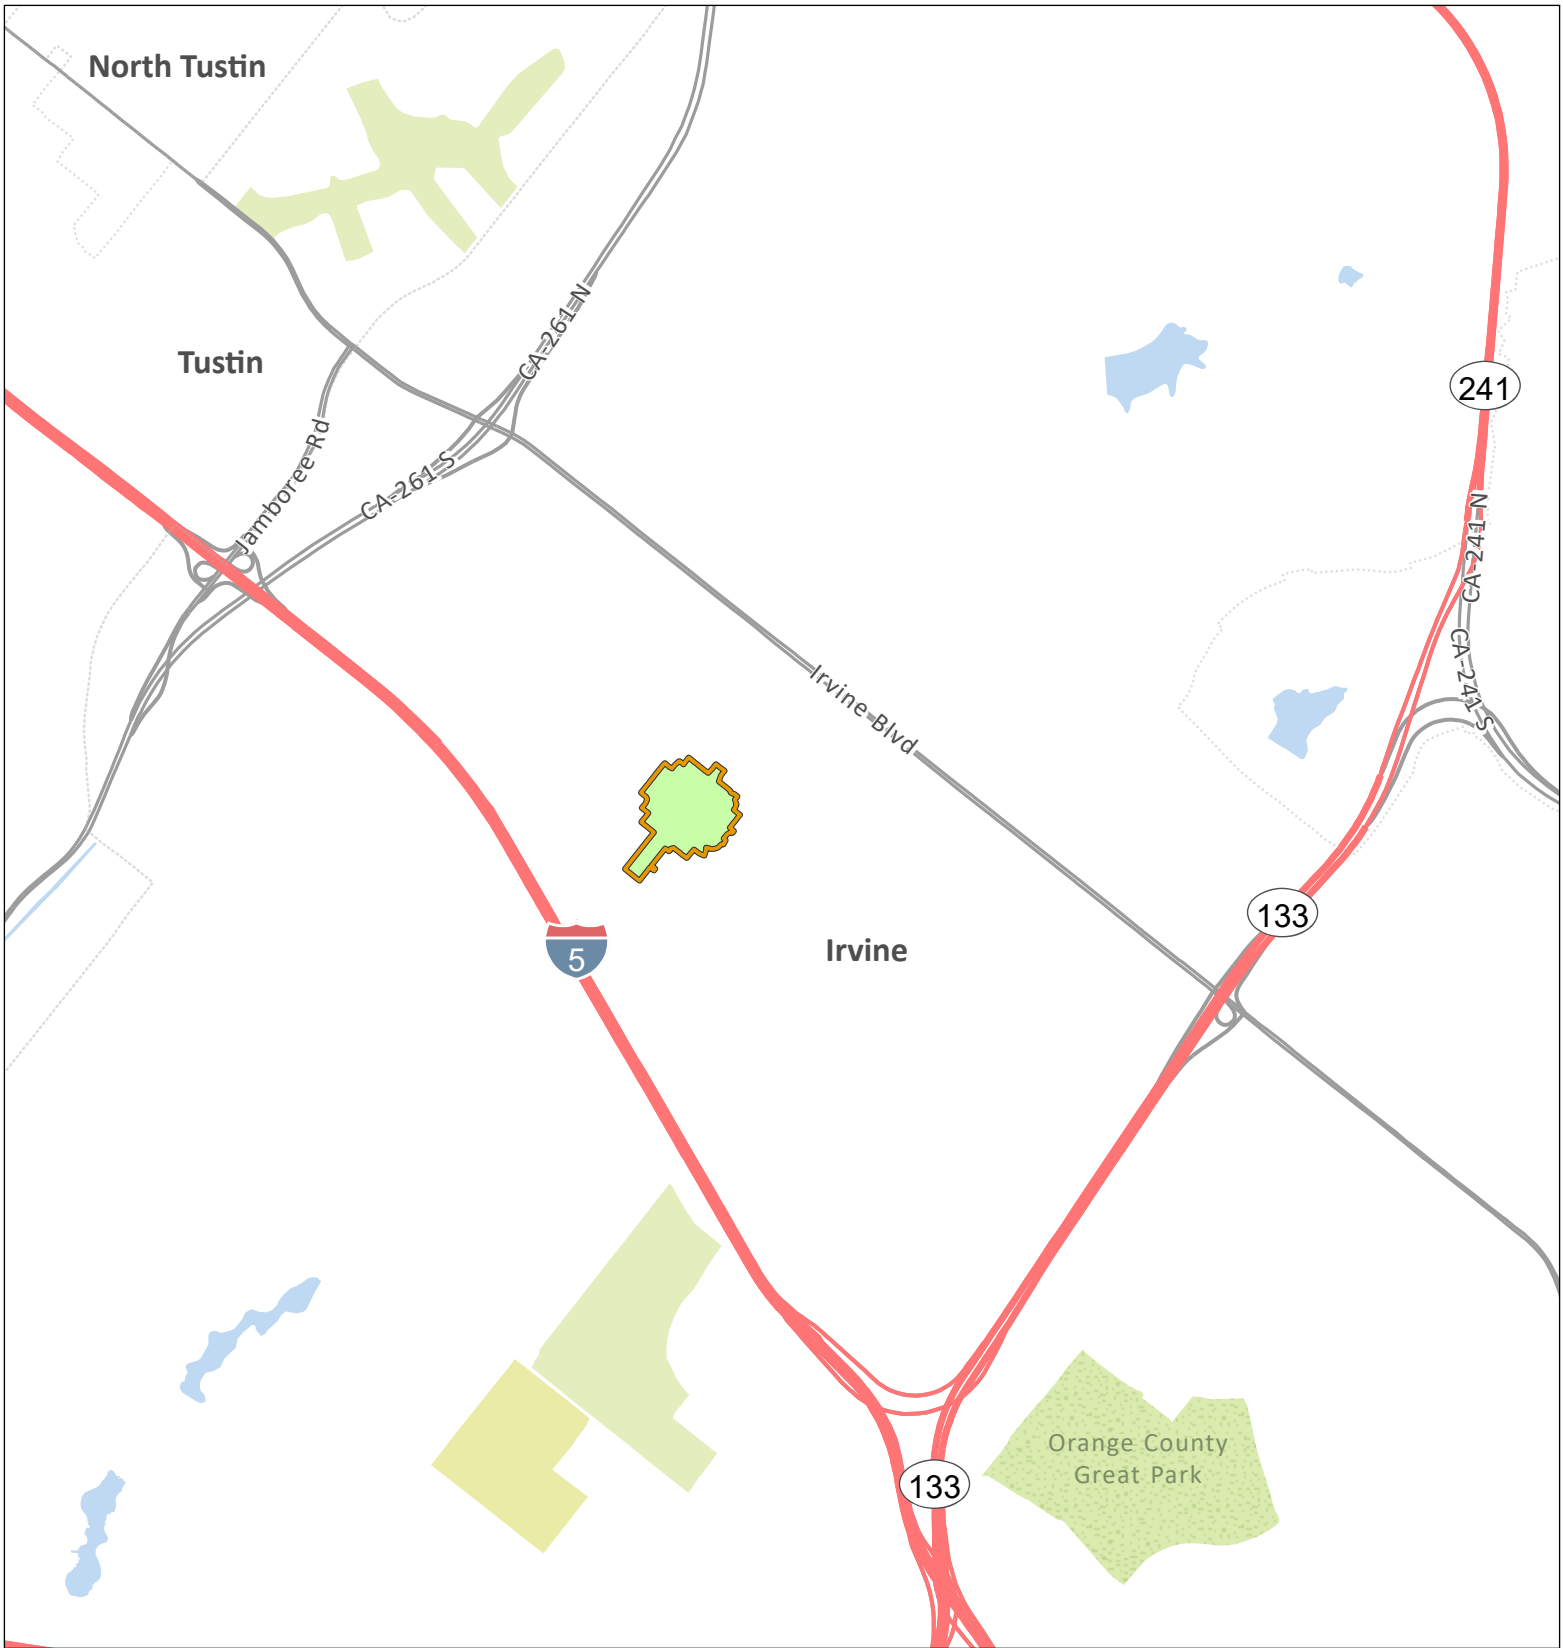 North Tustin
CA-261 N
Tustin
241
Jamboree Rd
CA-261 S
CA-241 N
CA-241 S
Irvine Blvd
133
Irvine
5
Orange County
Great Park
133